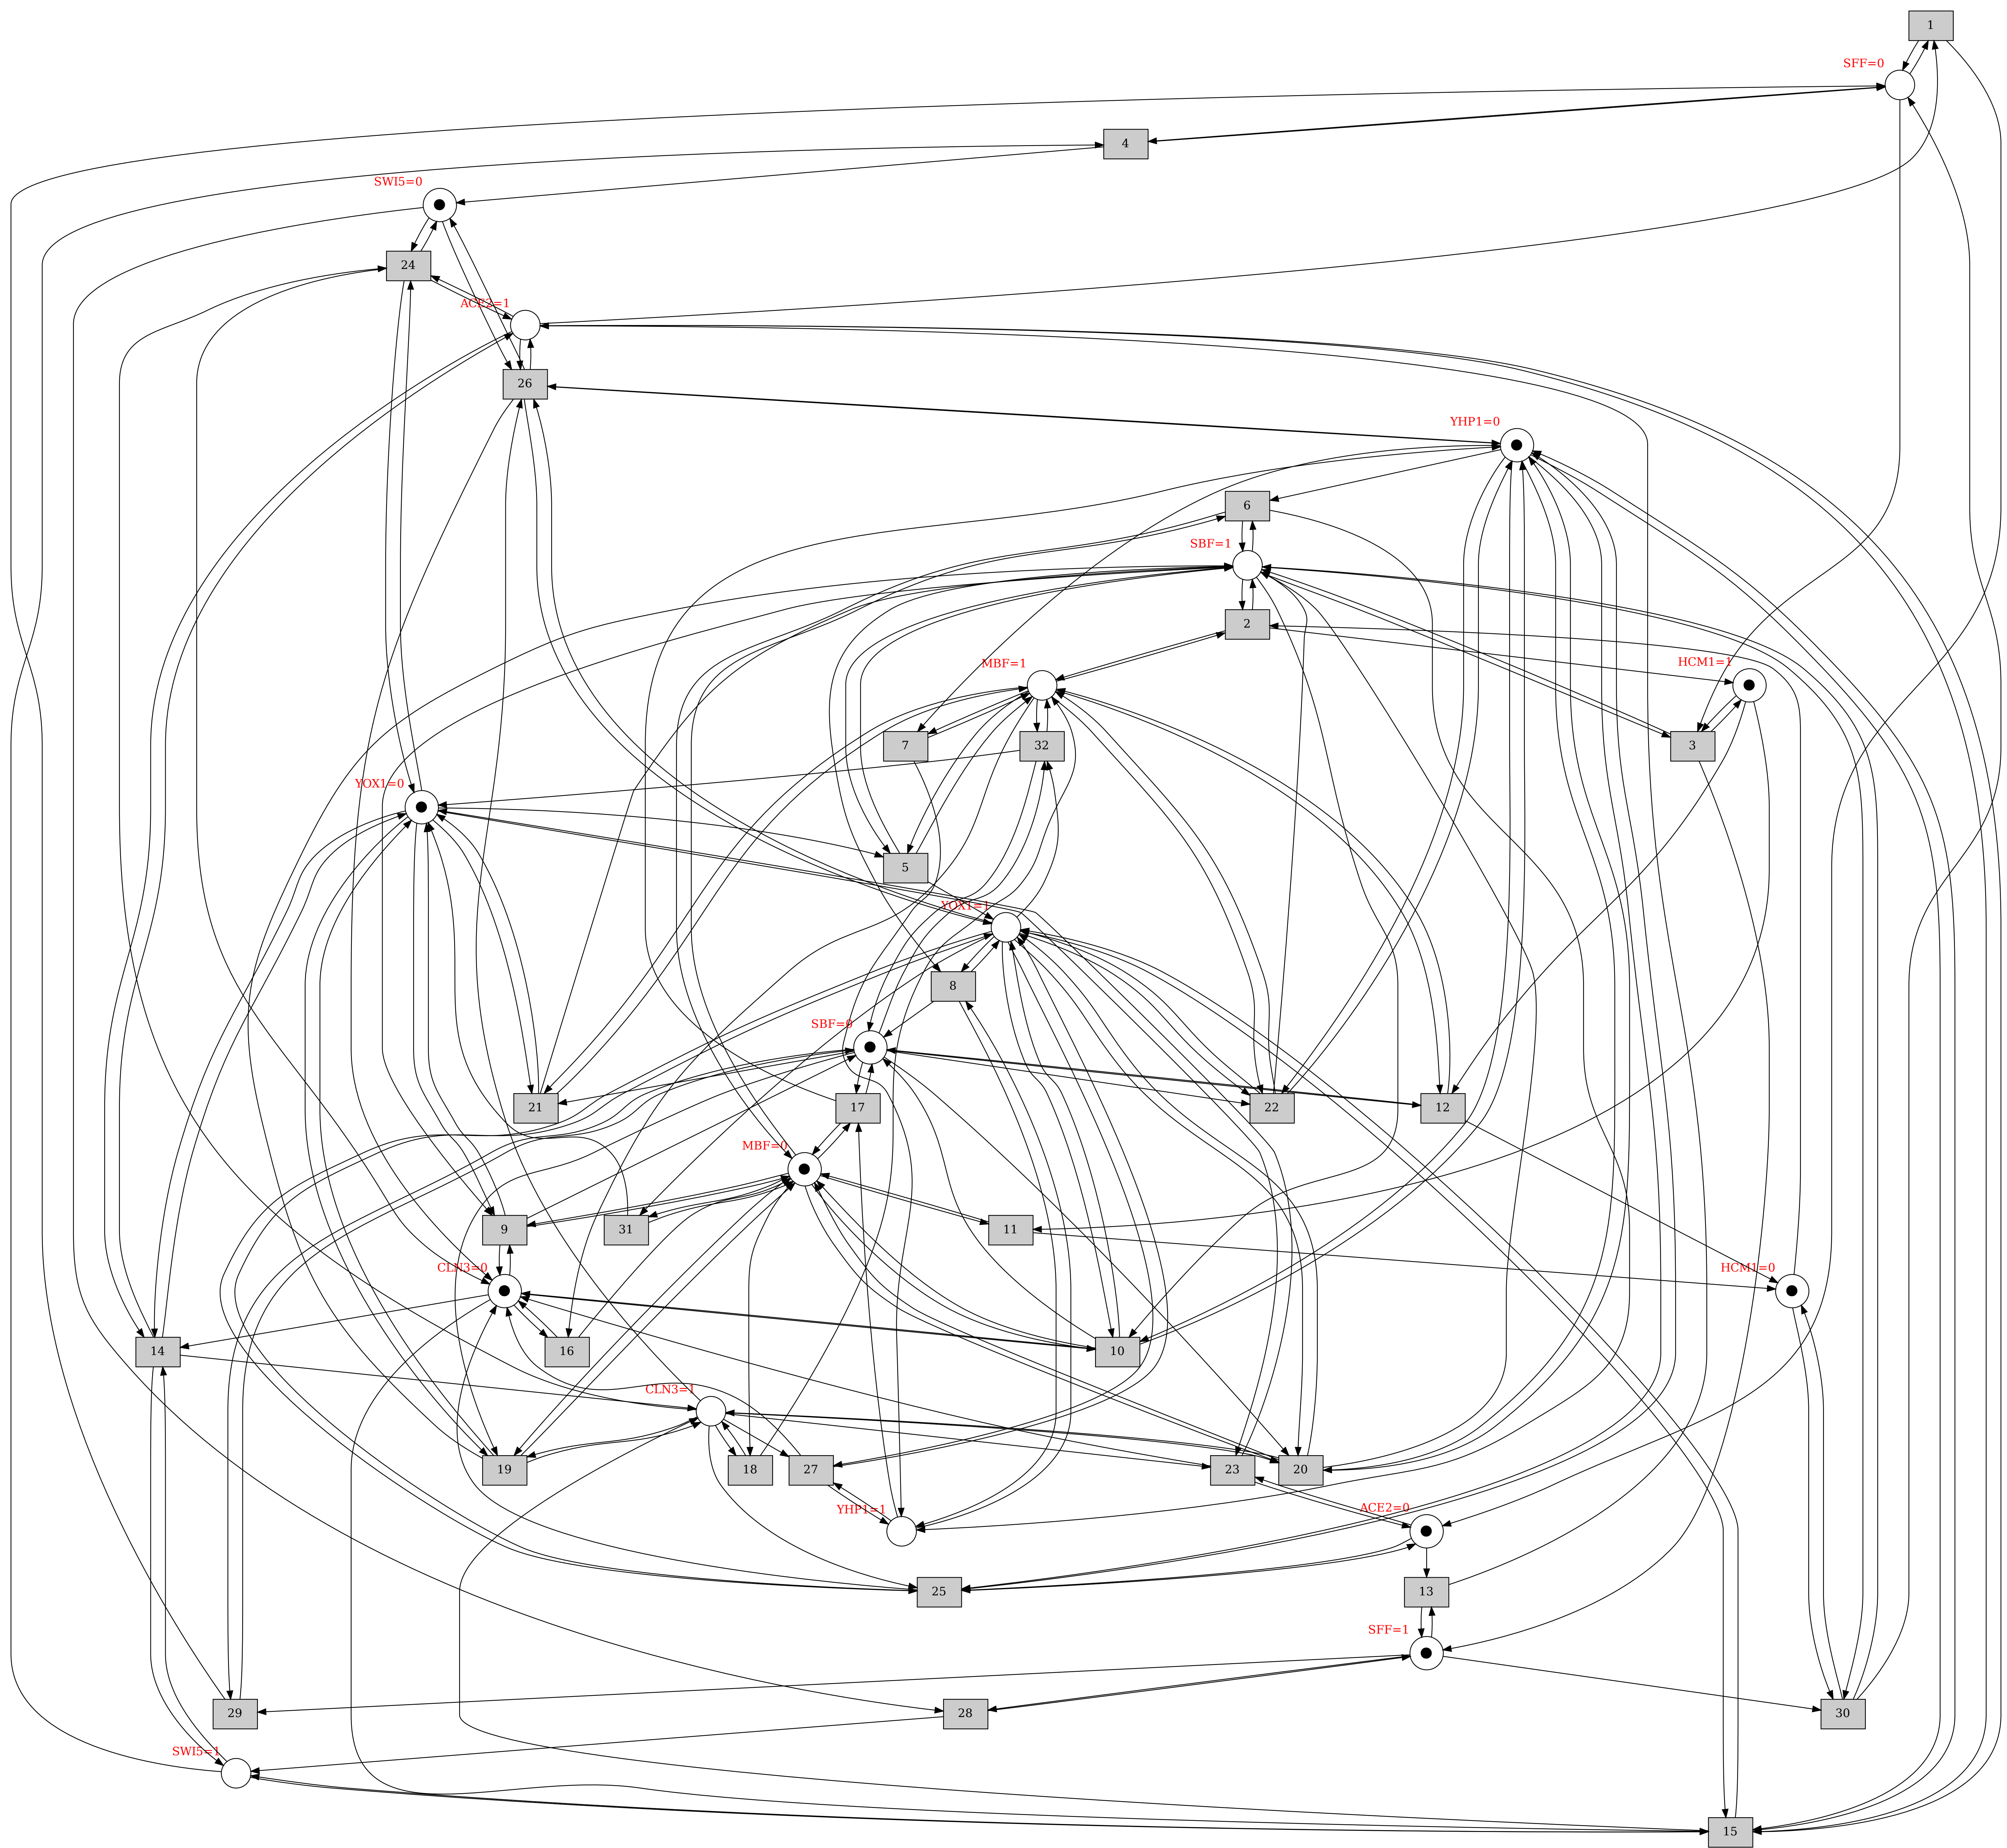 1
SFF=0
4
SWI5=0
24
ACE2=1
26
YHP1=0
6
SBF=1
2
MBF=1
HCM1=1
7
32
3
YOX1=0
5
YOX1=1
8
SBF=0
21
17
22
12
MBF=0
9
31
11
CLN3=0
HCM1=0
14
16
10
CLN3=1
19
18
27
23
20
YHP1=1
ACE2=0
25
13
SFF=1
29
28
30
SWI5=1
15